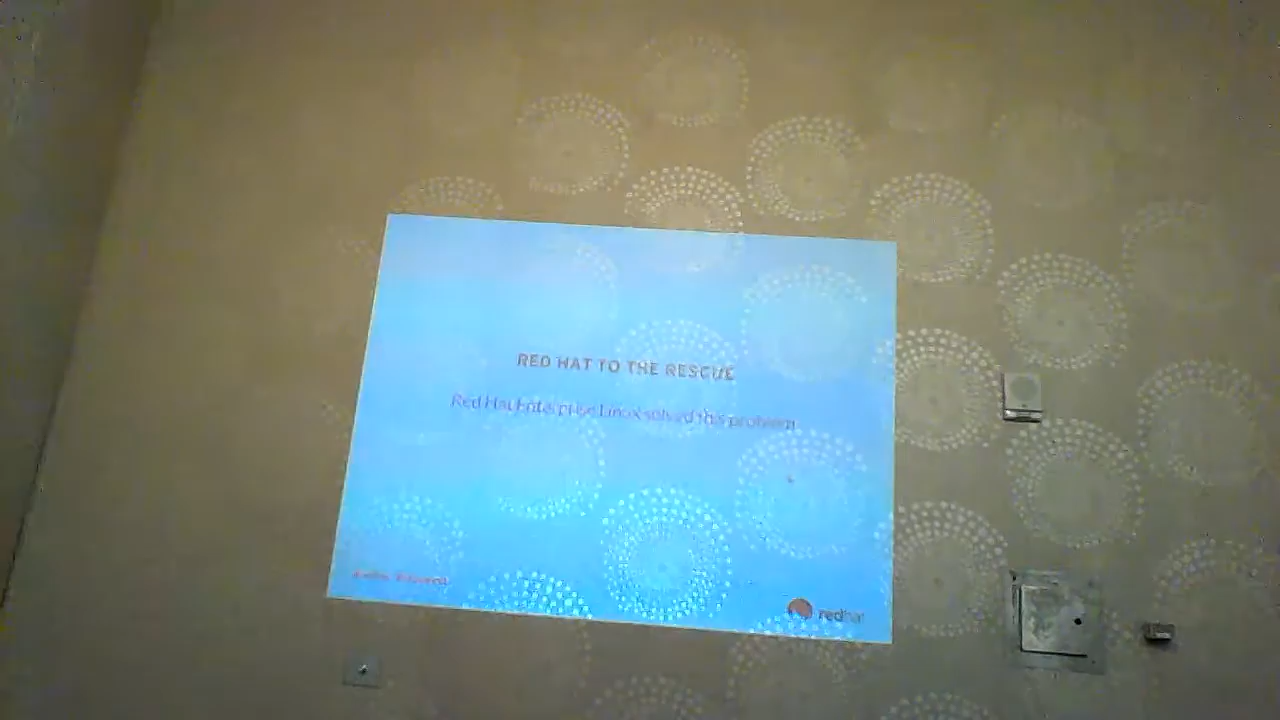 RED HAT TO THE RESCUE
Red Hat Enterprise Linux solved this problem
redhat